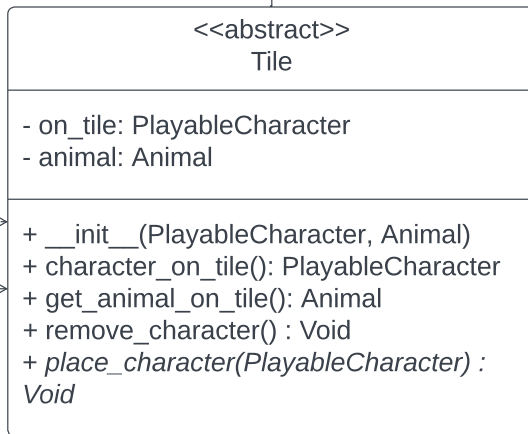 <<abstract>>
Tile
- on_tile: PlayableCharacter
- animal: Animal
+ __init__(PlayableCharacter, Animal)
+ character_on_tile(): PlayableCharacter
+ get_animal_on_tile(): Animal
+ remove_character() : Void
+ place_character(PlayableCharacter) :
Void